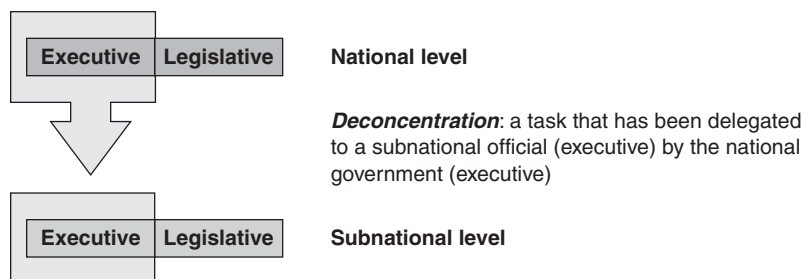 Executive Legislative National level
Deconcentration: a task that has been delegated
to a subnational official (executive) by the national
government (executive)
Executive Legislative Subnational level